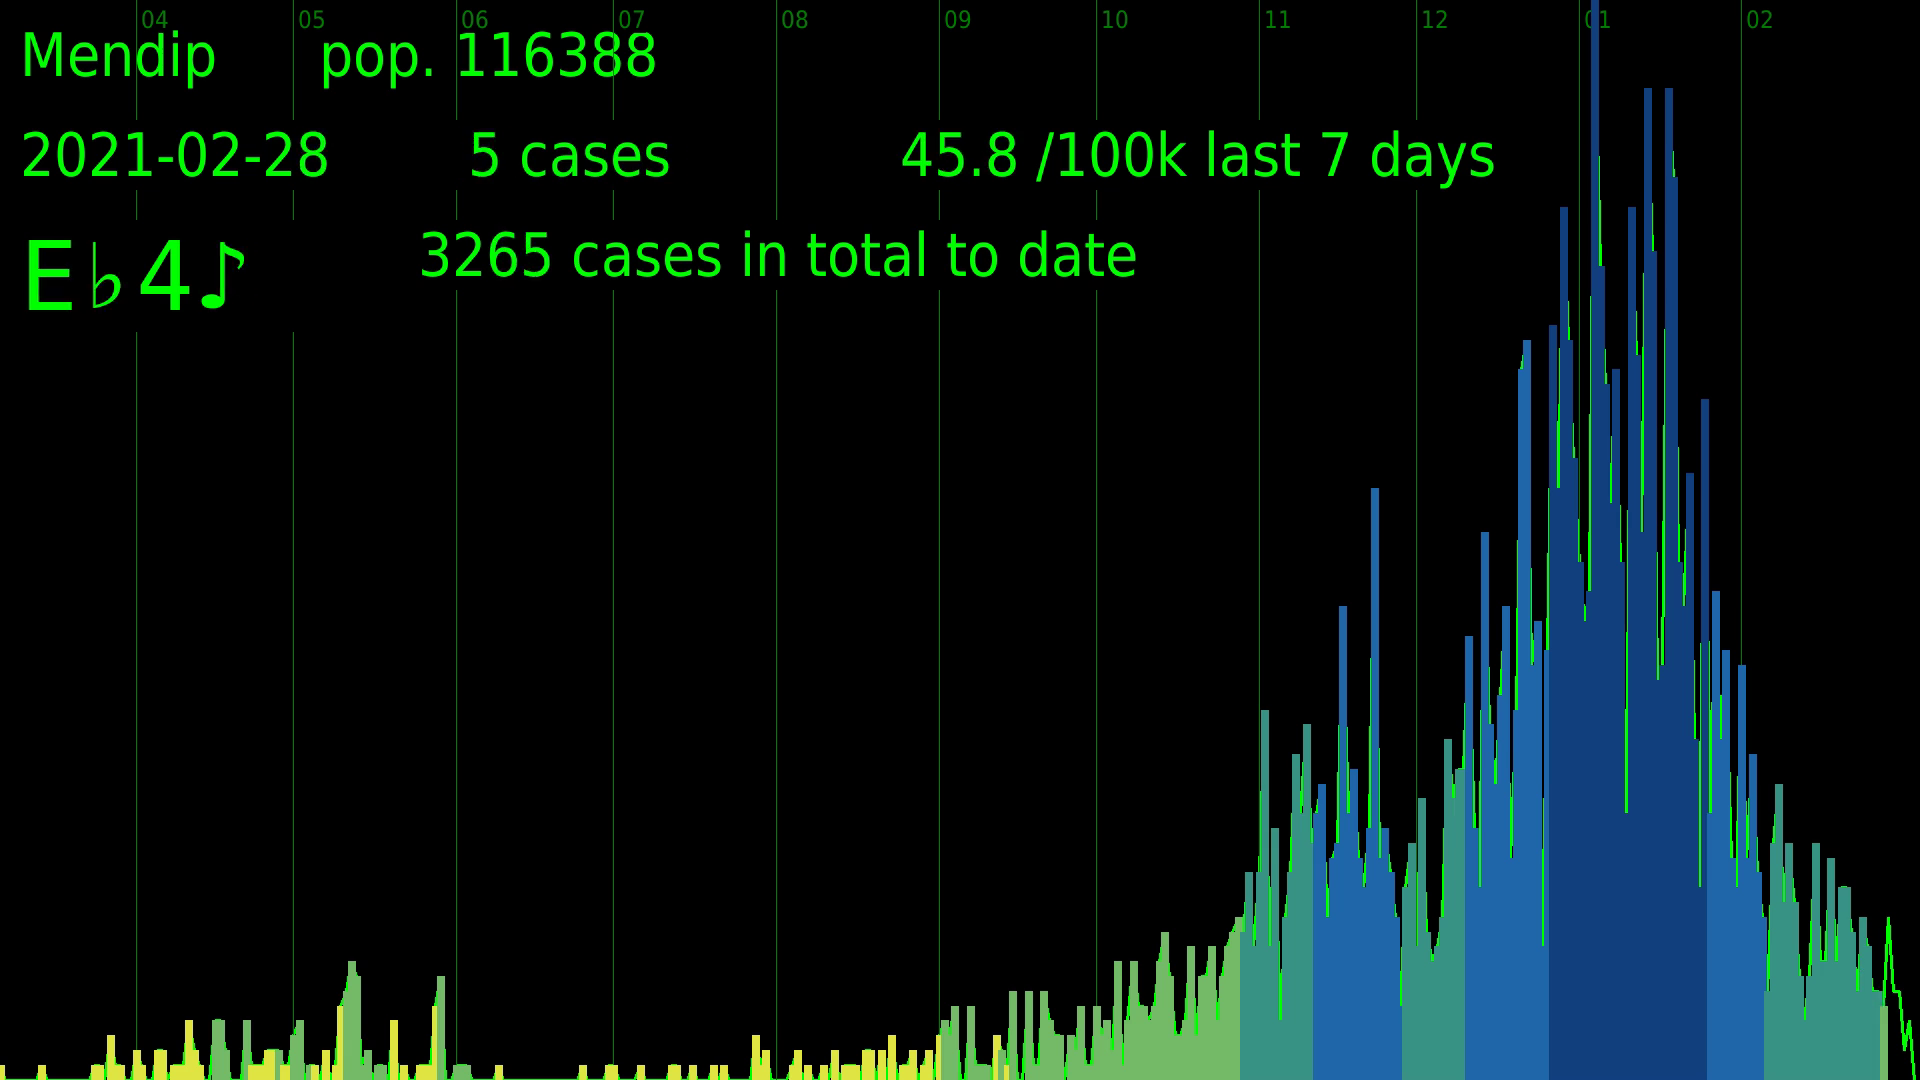 04 05 06 07 08 09 10 11 12 01 02
Mendip pop. 116388
2021-02-28 5 cases 45.8 /100k last 7 days
E♭4♪ 3265 cases in total to date